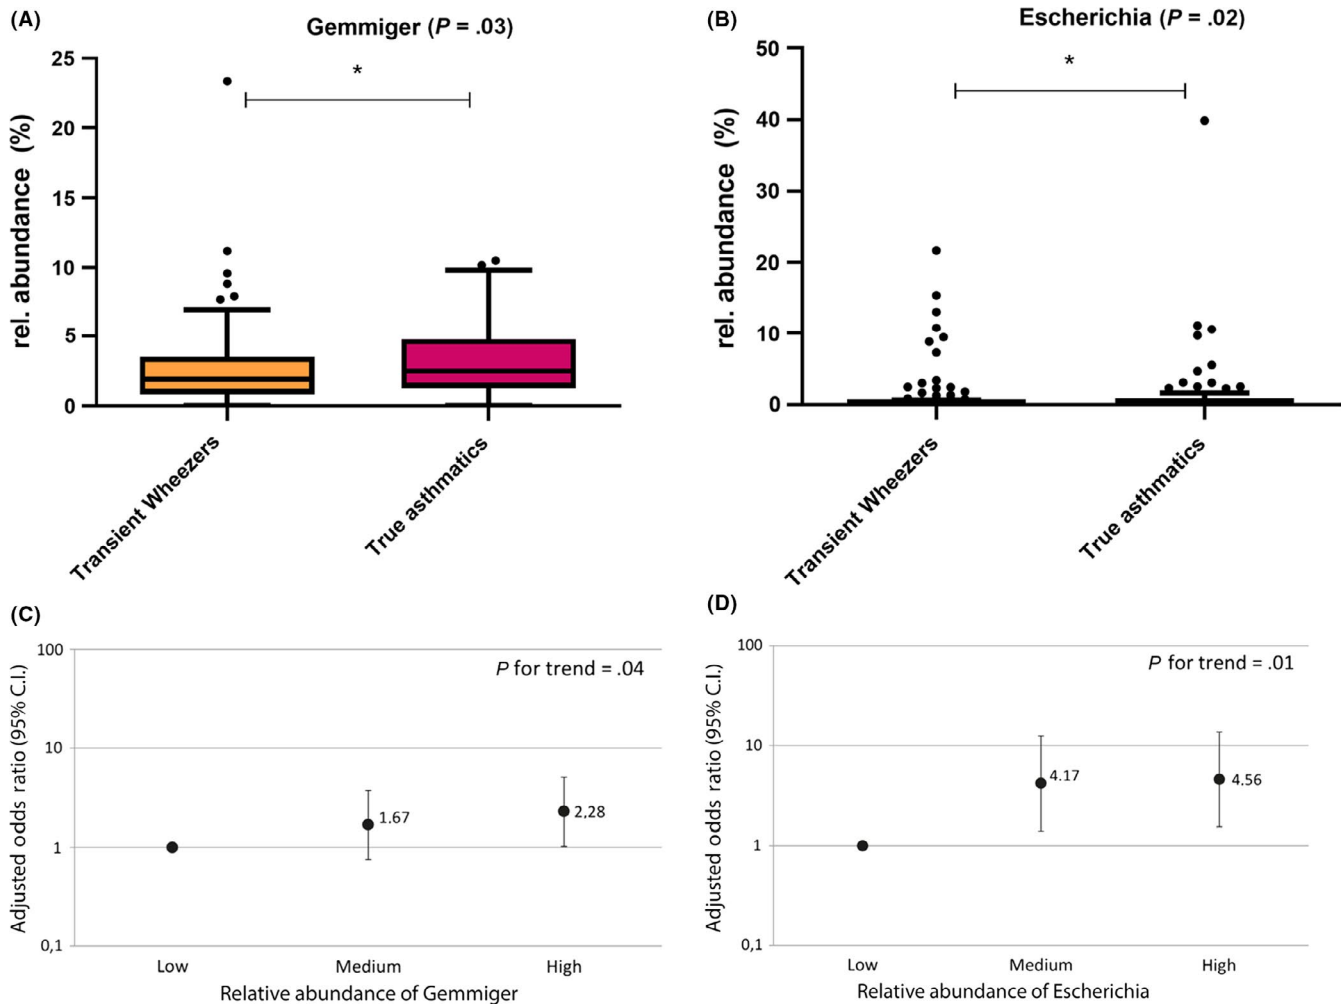 (A)
Gemmiger (P = .03)
*
rel. abundance (%)
25
20
15
10
5
0
Transient Wheezers
True asthmatics
(B)
Escherichia (P = .02)
*
rel. abundance (%)
50
40
30
20
10
0
Transient Wheezers
True asthmatics
(C)
P for trend = .04
Adjusted odds ratio (95% C.I.)
100
10
1
0,1
1.67
2,28
Low
Medium
High
Relative abundance of Gemmiger
(D)
P for trend = .01
Adjusted odds ratio (95% C.I.)
100
10
1
0,1
4.17
4.56
Low
Medium
High
Relative abundance of Escherichia